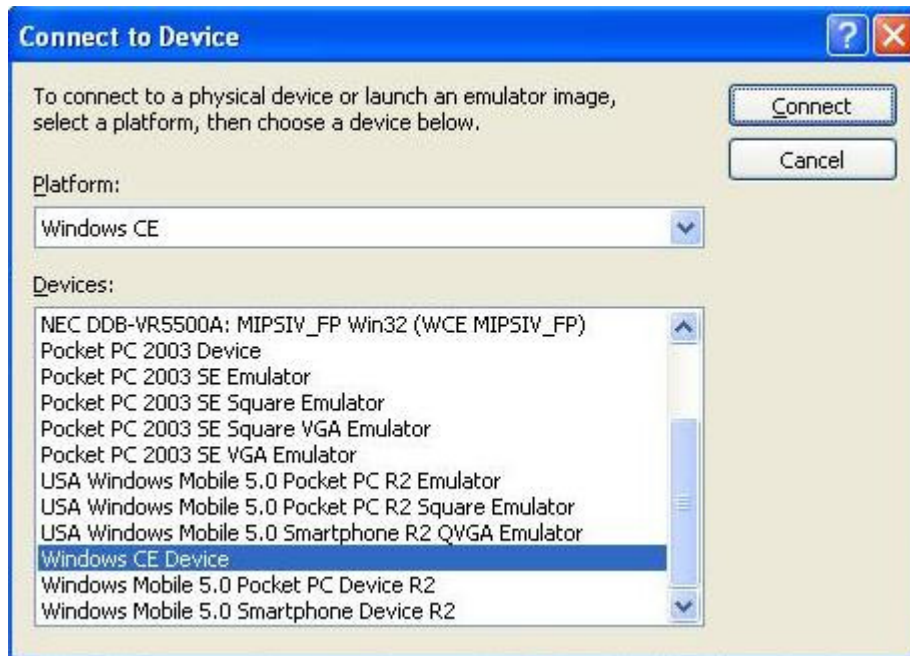 Connect to Device
To connect to a physical device or launch an emulator image,
select a platform, then choose a device below.
Connect
Cancel
Platform:
Windows CE
Devices:
NEC DDB-VR5500A: MIPSIV_FP Win32 (WCE MIPSIV_FP)
Pocket PC 2003 Device
Pocket PC 2003 SE Emulator
Pocket PC 2003 SE Square Emulator
Pocket PC 2003 SE Square VGA Emulator
Pocket PC 2003 SE VGA Emulator
USA Windows Mobile 5.0 Pocket PC R2 Emulator
USA Windows Mobile 5.0 Pocket PC R2 Square Emulator
USA Windows Mobile 5.0 Smartphone R2 QVGA Emulator
Windows CE Device
Windows Mobile 5.0 Pocket PC Device R2
Windows Mobile 5.0 Smartphone Device R2